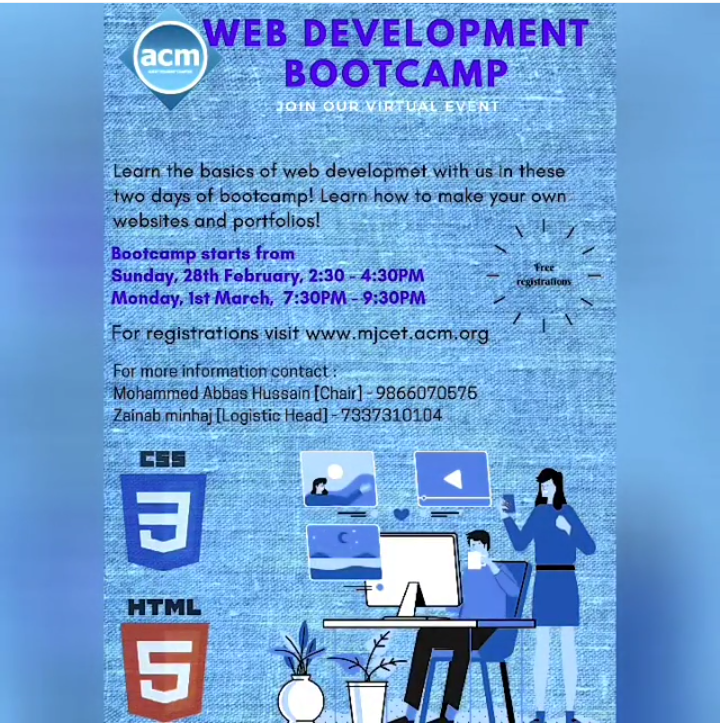 acm
WEB DEVELOPMENT
BOOTCAMP
JOIN OUR VIRTUAL EVENT
Learn the basics of web developmet with us in these
two days of bootcamp! Learn how to make your own
websites and portfolios!
Bootcamp starts from
Sunday, 28th February, 2:30 - 4:30PM
Monday, 1st March, 7:30PM - 9:30PM
Free
registrations
For registrations visit www.mjcet.acm.org
For more information contact :
Mohammed Abbas Hussain [Chair] - 9866070575
Zainab minhaj [Logistic Head] - 7337310104
CSS
3
HTML
5